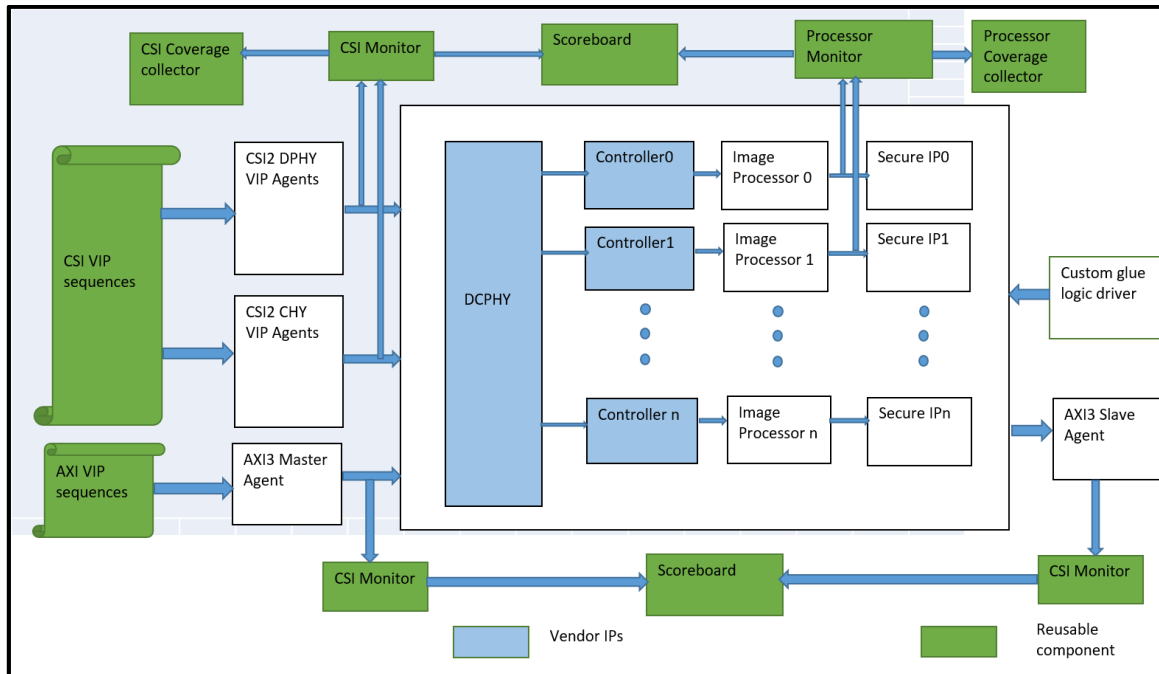 CSI Coverage
collector
CSI Monitor
Scoreboard
Processor
Monitor
Processor
Coverage
collector
CSI VIP
sequences
CSI2 DPHY
VIP Agents
CSI2 CHY
VIP Agents
DCPHY
Controller0
Image
Processor 0
Secure IP0
Controller1
Image
Processor 1
Secure IP1
Controller n
Image
Processor n
Secure IPn
Custom glue
logic driver
AXI VIP
sequences
AXI3 Master
Agent
AXI3 Slave
Agent
CSI Monitor
Scoreboard
CSI Monitor
Vendor IPs
Reusable
component